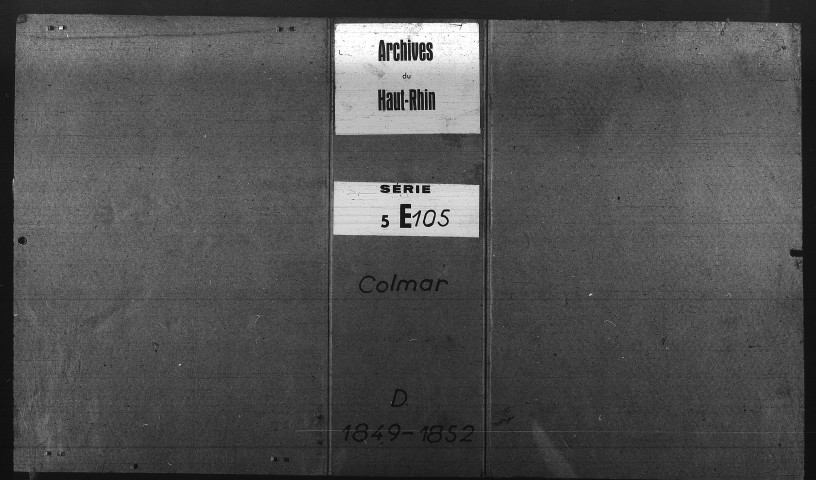 Archives
du
Haut-Rhin
SÉRIE
5 E105
Colmar
D.
1849-1852